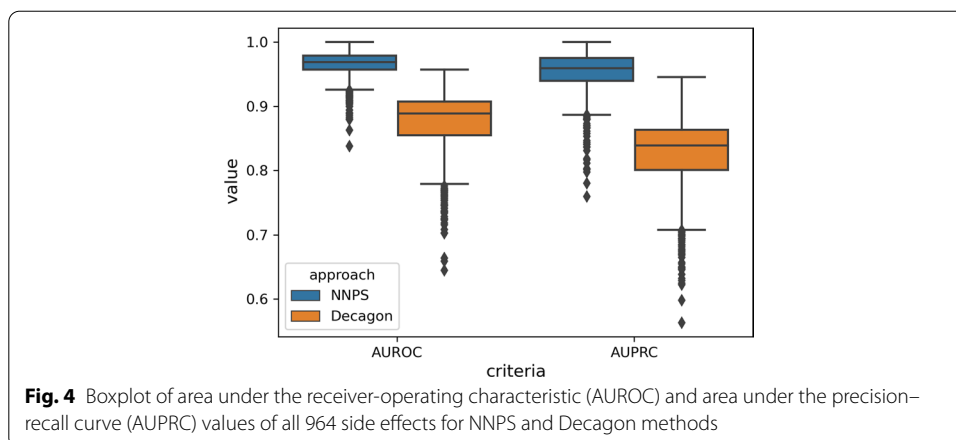 1.0
0.9
0.8
0.7
0.6
value
approach
NNPS
Decagon
AUROC
AUPRC
criteria
Fig. 4 Boxplot of area under the receiver-operating characteristic (AUROC) and area under the precision–
recall curve (AUPRC) values of all 964 side effects for NNPS and Decagon methods